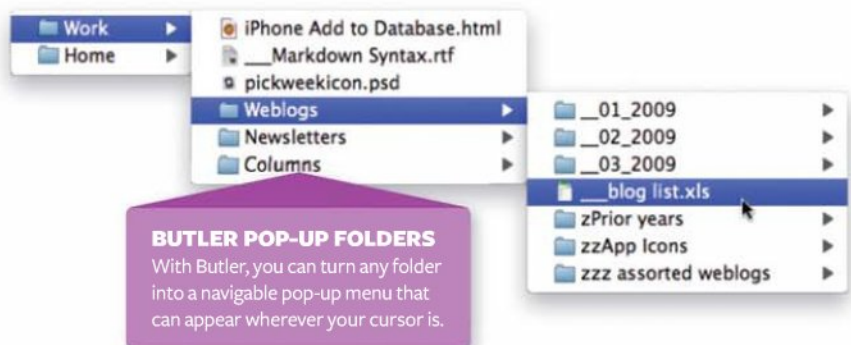 Work
Home
iPhone Add to Database.html
___Markdown Syntax.rtf
pickweekicon.psd
Weblogs
Newsletters
Columns
__01_2009
__02_2009
__03_2009
___blog list.xls
zPrior years
zzApp Icons
zzz assorted weblogs
BUTLER POP-UP FOLDERS
With Butler, you can turn any folder
into a navigable pop-up menu that
can appear wherever your cursor is.